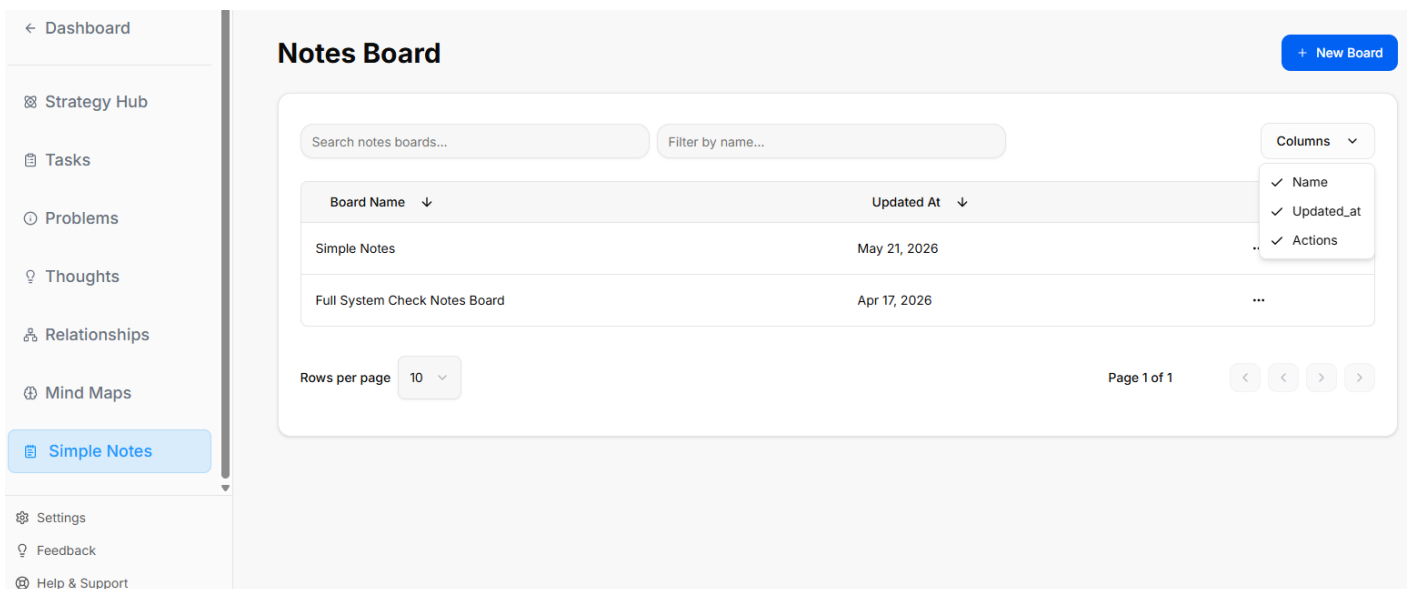 Dashboard
Strategy Hub
Tasks
Problems
Thoughts
Relationships
Mind Maps
Simple Notes
Settings
Feedback
Help & Support
Notes Board
+ New Board
Search notes boards...
Filter by name...
Columns
Name
Updated_at
Actions
Board Name
Updated At
Simple Notes
May 21, 2026
Full System Check Notes Board
Apr 17, 2026
Rows per page
10
Page 1 of 1